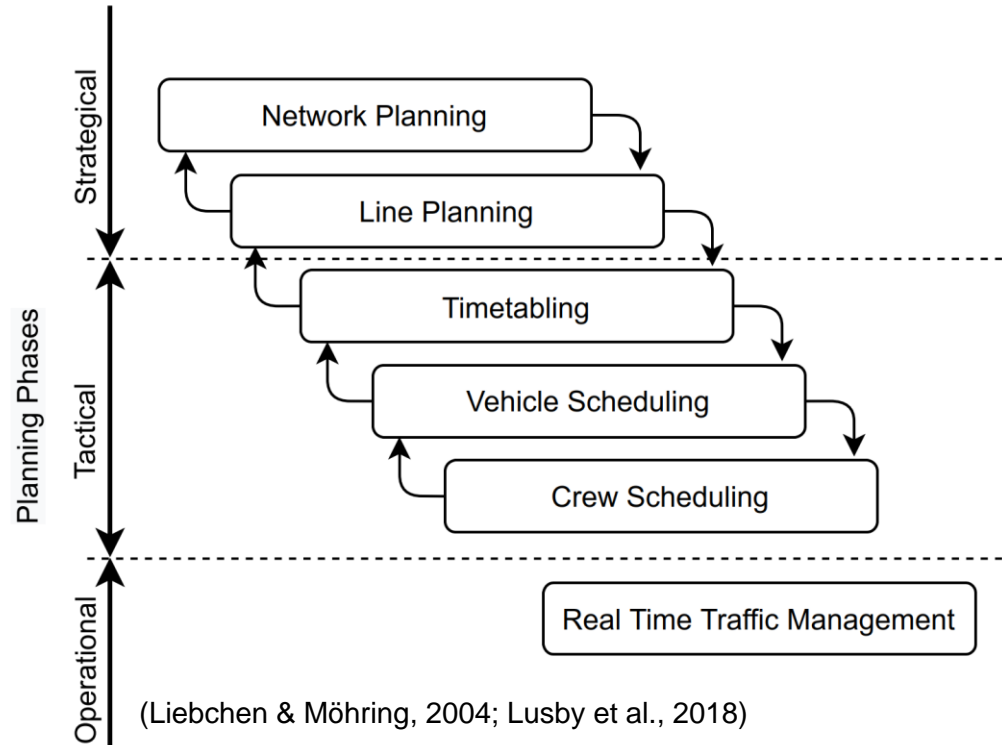 Planning Phases
Strategical
Network Planning
Line Planning
Tactical
Timetabling
Vehicle Scheduling
Crew Scheduling
Operational
Real Time Traffic Management
(Liebchen & Möhring, 2004; Lusby et al., 2018)